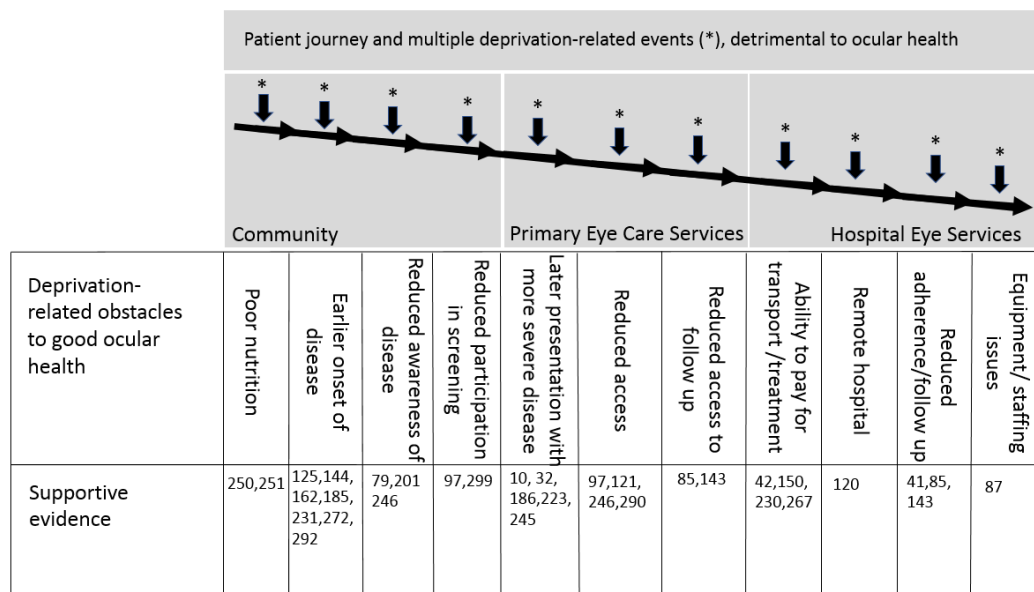 Patient journey and multiple deprivation-related events (*), detrimental to ocular health
* * * * * * * * * * *
Community
Primary Eye Care Services
Hospital Eye Services
Deprivation-
related obstacles
to good ocular
health
Poor nutrition
Earlier onset of
disease
Reduced awareness of
disease
Reduced participation
in screening
Later presentation with
more severe disease
Reduced access
Reduced access to
follow up
Ability to pay for
transport /treatment
Remote hospital
Reduced
adherence/follow up
Equipment/ staffing
issues
Supportive
evidence
250,251
125,144,
162,185,
231,272,
292
79,201
246
97,299
10, 32,
186,223,
245
97,121,
246,290
85,143
42,150,
230,267
120
41,85,
143
87